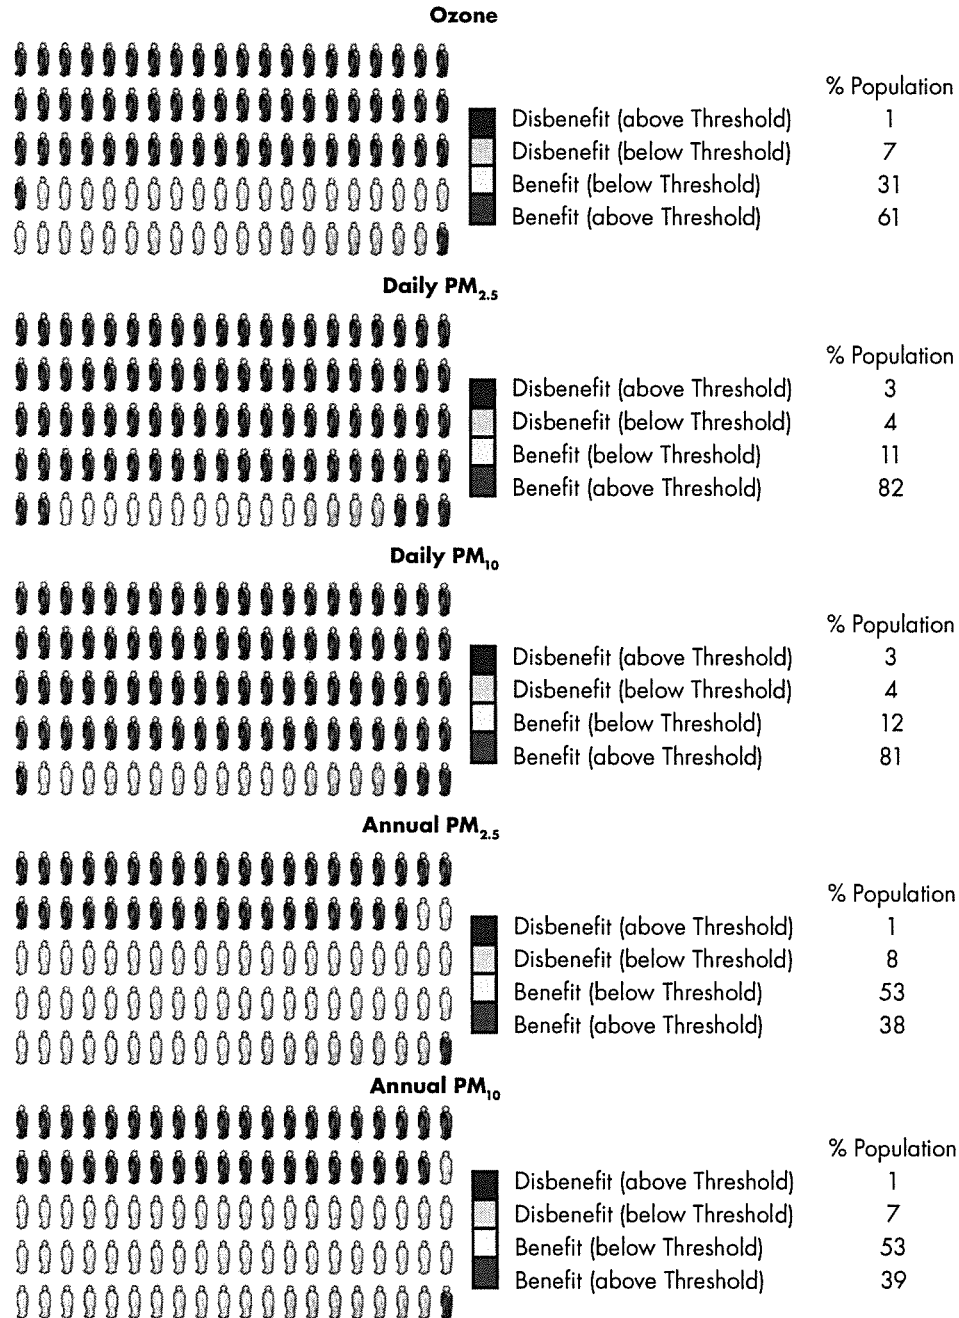 Ozone
% Population
Disbenefit (above Threshold) 1
Disbenefit (below Threshold) 7
Benefit (below Threshold) 31
Benefit (above Threshold) 61
Daily PM2.5
% Population
Disbenefit (above Threshold) 3
Disbenefit (below Threshold) 4
Benefit (below Threshold) 11
Benefit (above Threshold) 82
Daily PM10
% Population
Disbenefit (above Threshold) 3
Disbenefit (below Threshold) 4
Benefit (below Threshold) 12
Benefit (above Threshold) 81
Annual PM2.5
% Population
Disbenefit (above Threshold) 1
Disbenefit (below Threshold) 8
Benefit (below Threshold) 53
Benefit (above Threshold) 38
Annual PM10
% Population
Disbenefit (above Threshold) 1
Disbenefit (below Threshold) 7
Benefit (below Threshold) 53
Benefit (above Threshold) 39